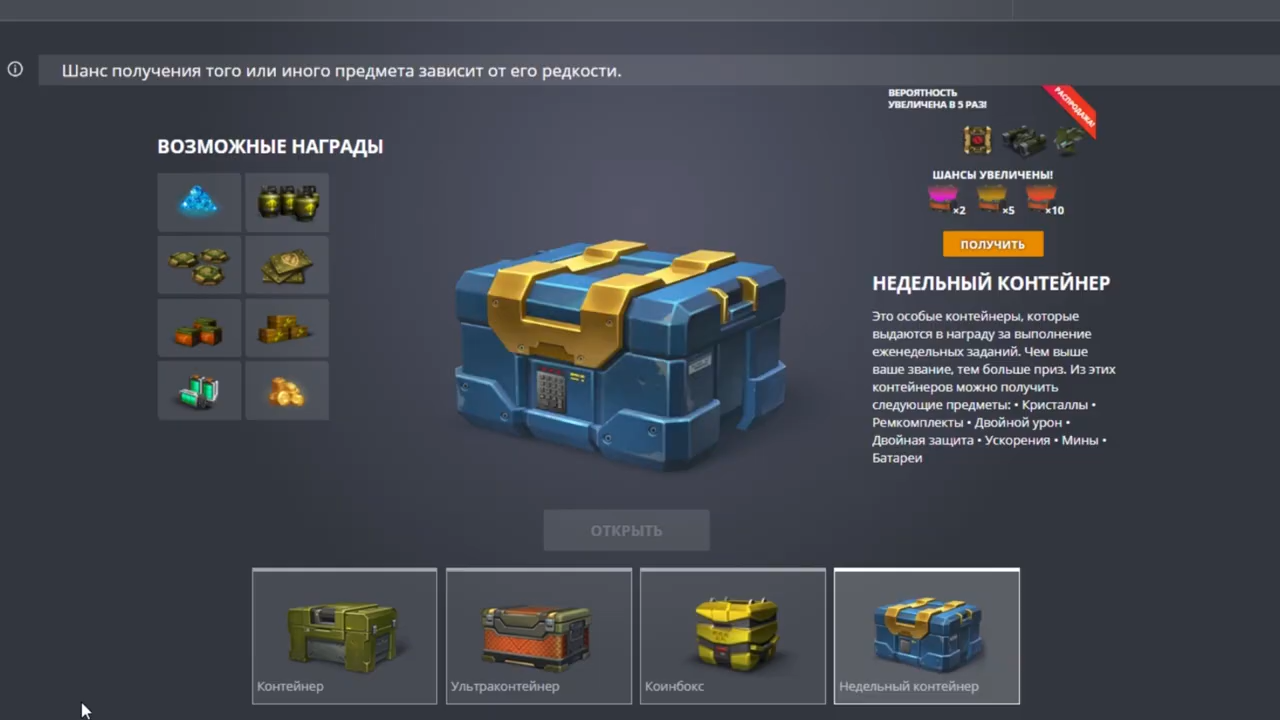 Шанс получения того или иного предмета зависит от его редкости.
ВОЗМОЖНЫЕ НАГРАДЫ
ВЕРОЯТНОСТЬ
УВЕЛИЧЕНА В 5 РАЗ!
РАСПРОДАЖА!
ШАНСЫ УВЕЛИЧЕНЫ!
×2 ×5 ×10
ПОЛУЧИТЬ
НЕДЕЛЬНЫЙ КОНТЕЙНЕР
Это особые контейнеры, которые
выдаются в награду за выполнение
еженедельных заданий. Чем выше
ваше звание, тем больше приз. Из этих
контейнеров можно получить
следующие предметы: • Кристаллы •
Ремкомплекты • Двойной урон •
Двойная защита • Ускорения • Мины •
Батареи
ОТКРЫТЬ
Контейнер
Ультраконтейнер
Коинбокс
Недельный контейнер